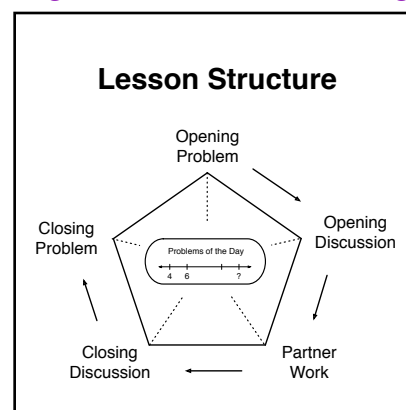 Lesson Structure
Opening
Problem
Opening
Discussion
Partner
Work
Closing
Discussion
Closing
Problem
Problems of the Day
4 6 ?